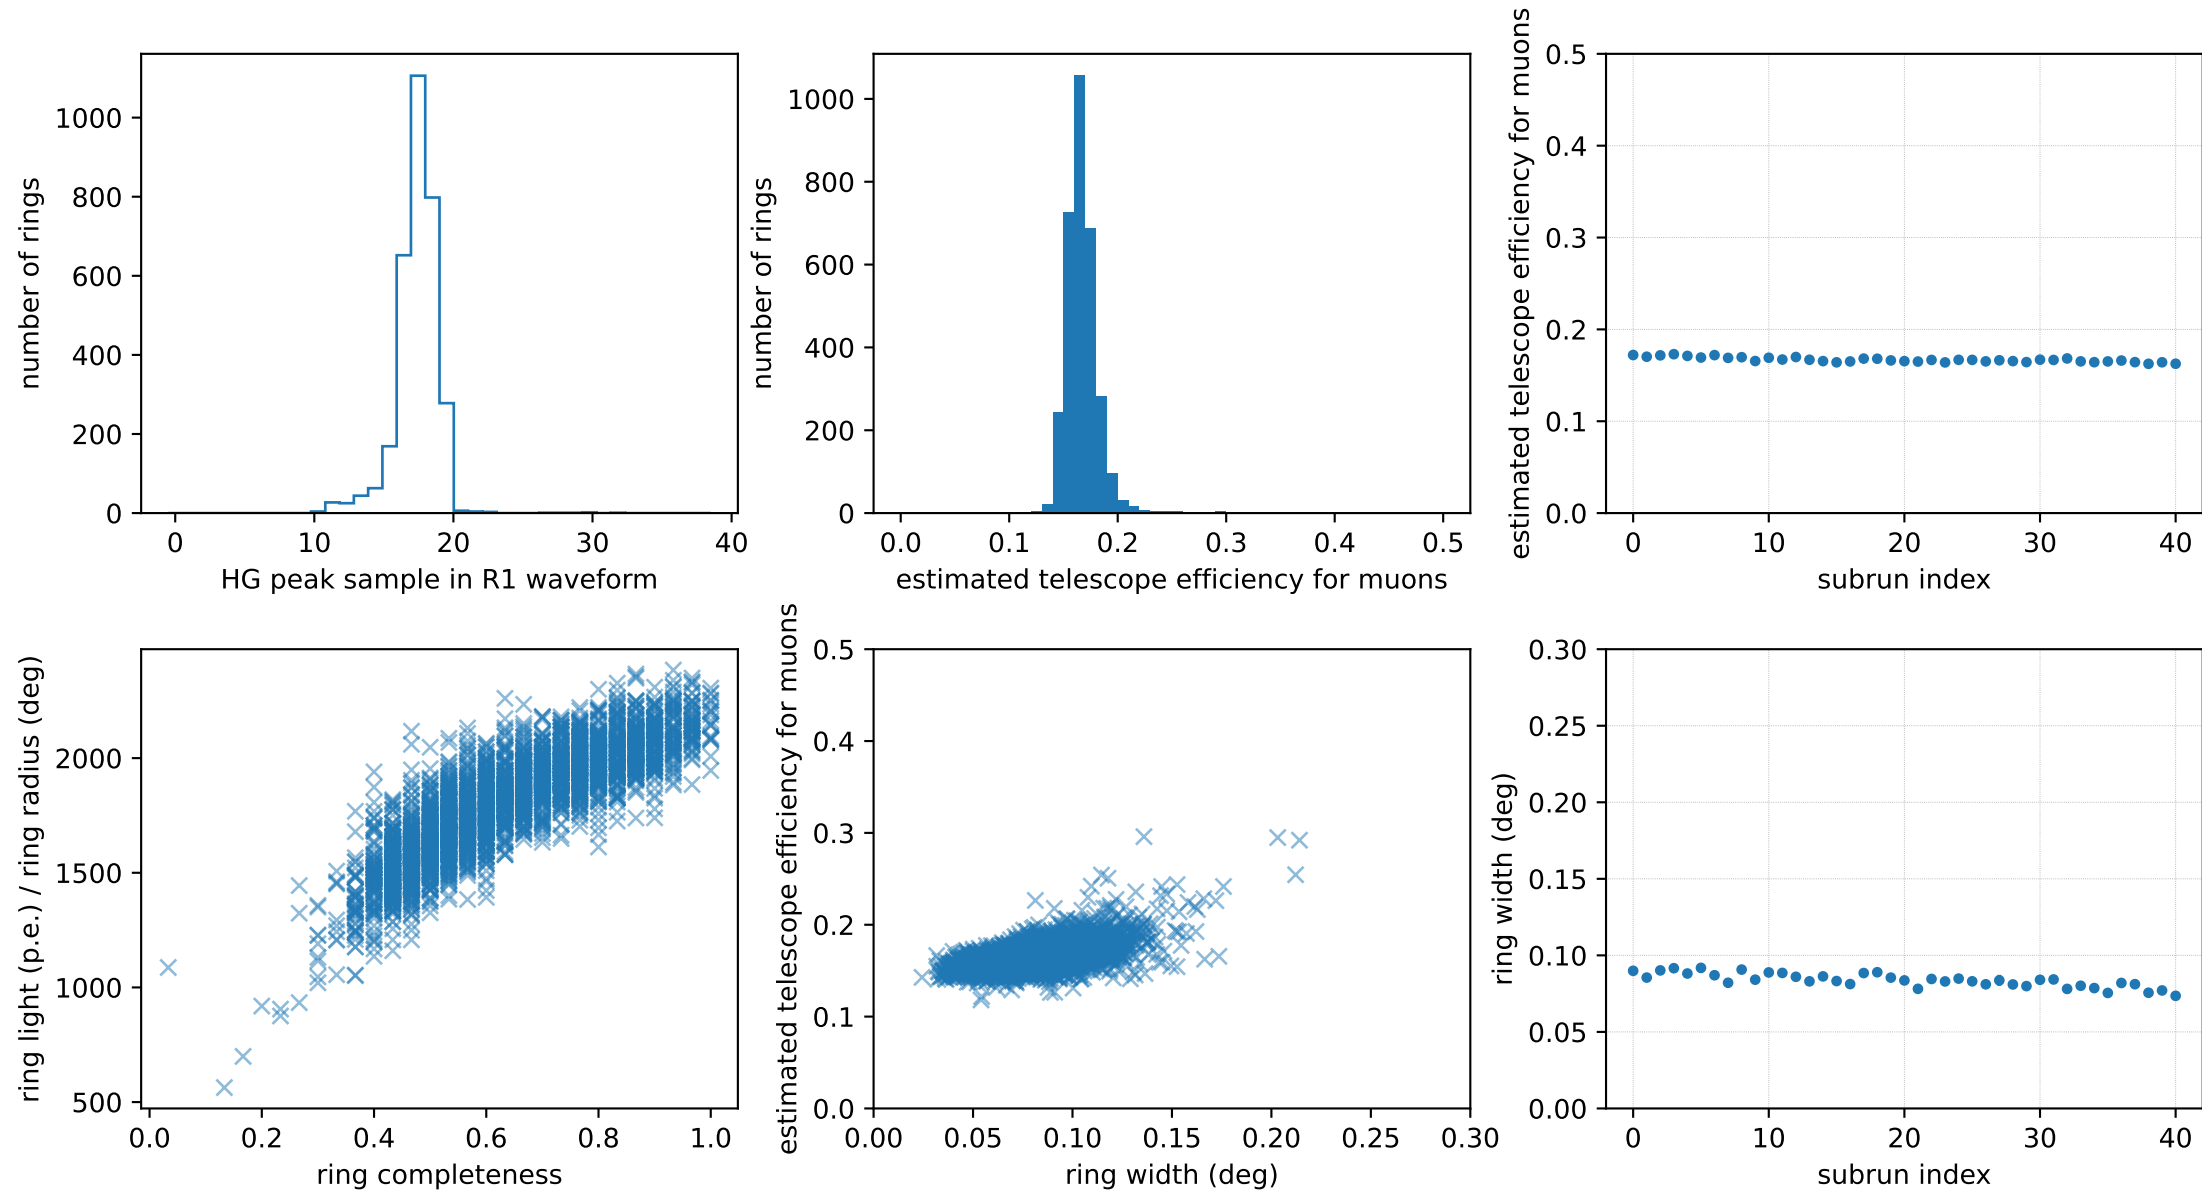 number of rings
1000
800
600
400
200
0
0 10 20 30 40
HG peak sample in R1 waveform
number of rings
1000
800
600
400
200
0
0.0 0.1 0.2 0.3 0.4 0.5
estimated telescope efficiency for muons
estimated telescope efficiency for muons
0.5
0.4
0.3
0.2
0.1
0.0
0 10 20 30 40
subrun index
ring light (p.e.) / ring radius (deg)
2000
1500
1000
500
0.0 0.2 0.4 0.6 0.8 1.0
ring completeness
estimated telescope efficiency for muons
0.5
0.4
0.3
0.2
0.1
0.0
0.00 0.05 0.10 0.15 0.20 0.25 0.30
ring width (deg)
ring width (deg)
0.30
0.25
0.20
0.15
0.10
0.05
0.00
0 10 20 30 40
subrun index